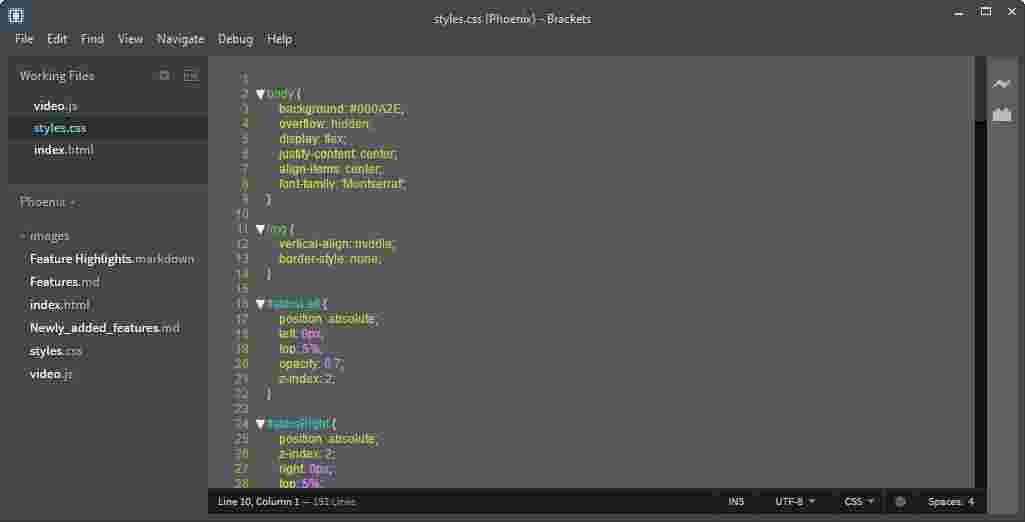 styles.css (Phoenix) - Brackets
File Edit Find View Navigate Debug Help
Working Files
video.js
styles.css
index.html
Phoenix
images
Feature Highlights.markdown
Features.md
index.html
Newly_added_features.md
styles.css
video.js
1
2 body {
3 background: #000A2E;
4 overflow: hidden;
5 display: flex;
6 justify-content: center;
7 align-items: center;
8 font-family: 'Montserrat';
9 }
10
11 img {
12 vertical-align: middle;
13 border-style: none;
14 }
15
16 {
17 position: absolute;
18 left: 0px;
19 top: 5%;
20 opacity: 0.7;
21 z-index: 2;
22 }
23
24 {
25 position: absolute;
26 z-index: 2;
27 right: 0px;
28 top: 5%;
Line 10, Column 1 — Lines
INS UTF-8 CSS Spaces: 4